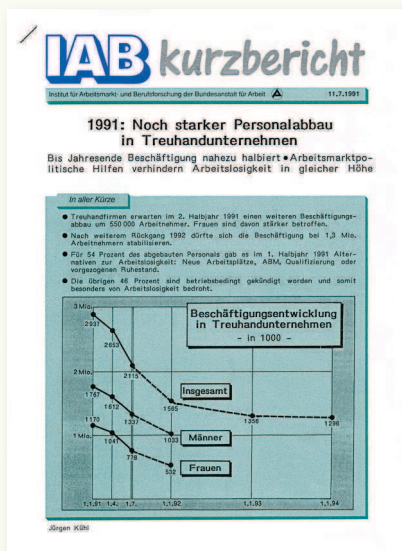 IAB kurzbericht
Institut für Arbeitsmarkt- und Berufsforschung der Bundesanstalt für Arbeit
11.7.1991
1991: Noch starker Personalabbau
in Treuhandunternehmen
Bis Jahresende Beschäftigung nahezu halbiert ● Arbeitsmarktpo-
litische Hilfen verhindern Arbeitslosigkeit in gleicher Höhe
In aller Kürze
● Treuhandfirmen erwarten im 2. Halbjahr 1991 einen weiteren Beschäftigungs-
abbau um 550 000 Arbeitnehmer. Frauen sind davon stärker betroffen.
● Nach weiterem Rückgang 1992 dürfte sich die Beschäftigung bei 1,3 Mio.
Arbeitnehmern stabilisieren.
● Für 54 Prozent des abgebauten Personals gab es im 1. Halbjahr 1991 Alter-
nativen zur Arbeitslosigkeit: Neue Arbeitsplätze, ABM, Qualifizierung oder
vorgezogenen Ruhestand.
● Die übrigen 46 Prozent sind betriebsbedingt gekündigt worden und somit
besonders von Arbeitslosigkeit bedroht.
Beschäftigungsentwicklung
in Treuhandunternehmen
- in 1000 -
3 Mio.
2937
2653
2115
2 Mio.
Insgesamt
1767
1612
1565
1356
1298
1337
1170
1 Mio.
1041
1033
Männer
778
532
Frauen
1.1.91 1.4. 1.7. 1.1.92 1.1.93 1.1.94
Jürgen Kühl